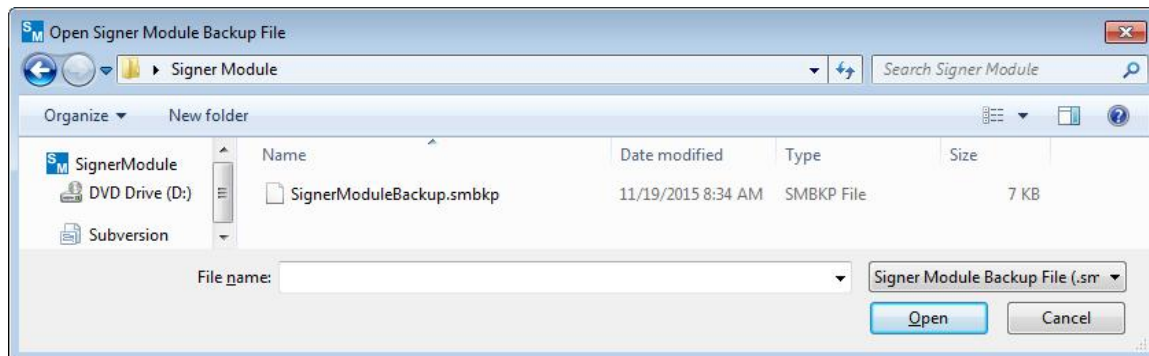 SM Open Signer Module Backup File
Signer Module
Search Signer Module
Organize New folder
Name Date modified Type Size
SM SignerModule
DVD Drive (D:)
SignerModuleBackup.smbkp 11/19/2015 8:34 AM SMBKP File 7 KB
Subversion
File name: Signer Module Backup File (.sm
Open Cancel